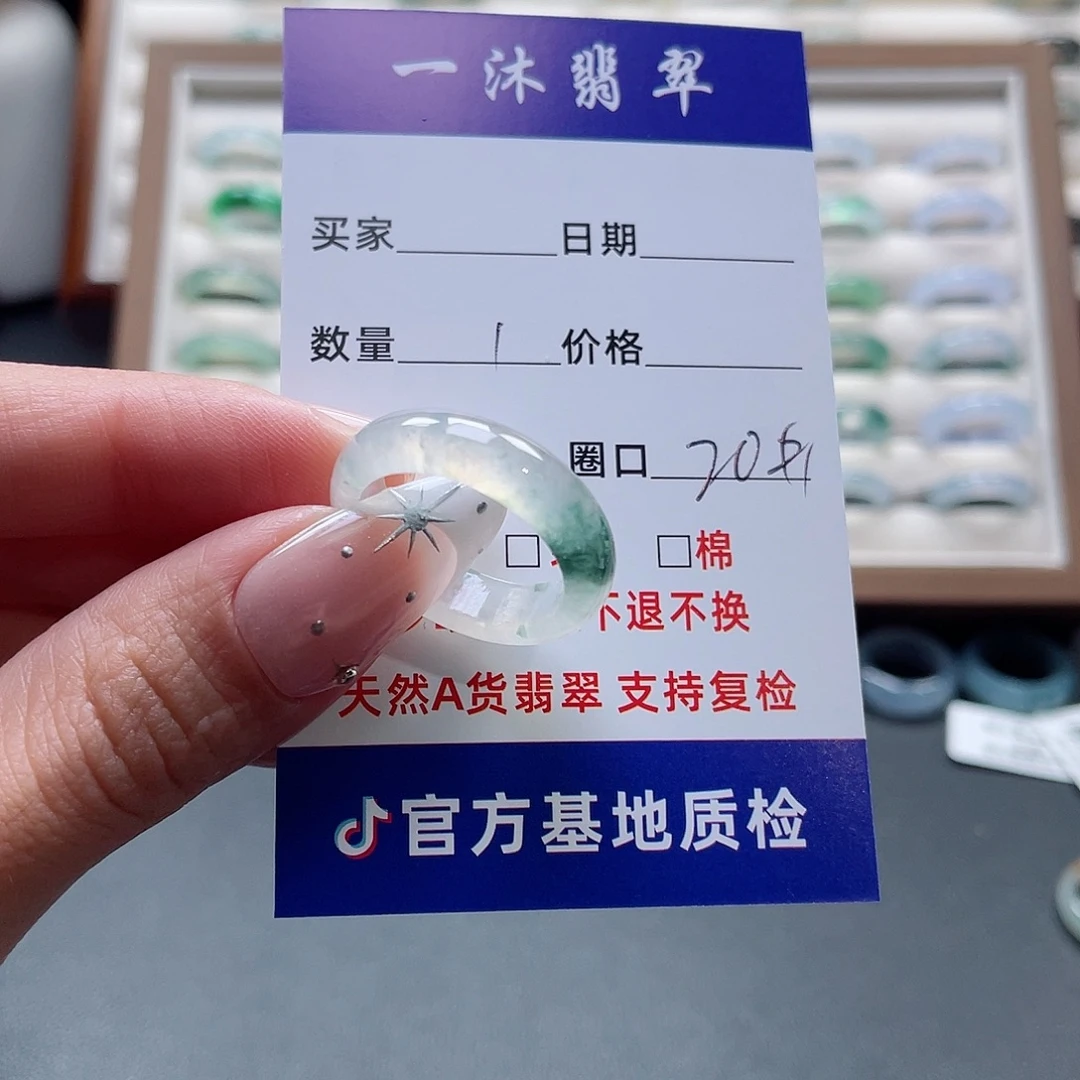 一沐翡翠
买家 日期
数量 1 价格
圈口 20
□ □棉
不退不换
天然A货翡翠 支持复检
官方基地质检